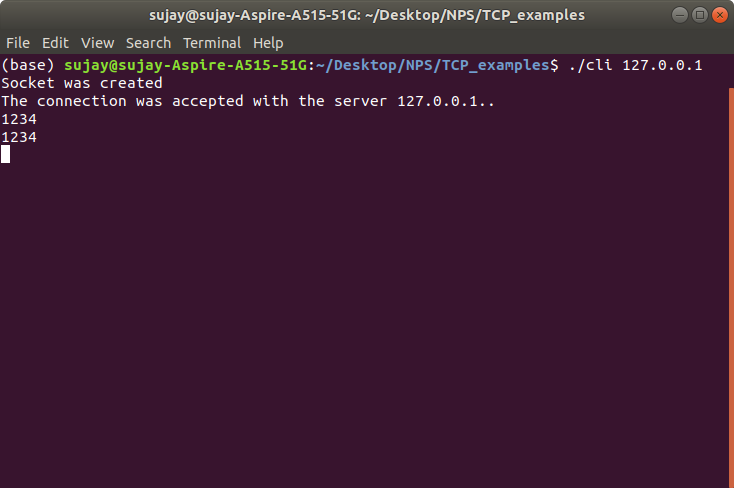 sujay@sujay-Aspire-A515-51G: ~/Desktop/NPS/TCP_examples
File Edit View Search Terminal Help
(base) sujay@sujay-Aspire-A515-51G:~/Desktop/NPS/TCP_examples$ ./cli 127.0.0.1
Socket was created
The connection was accepted with the server 127.0.0.1..
1234
1234